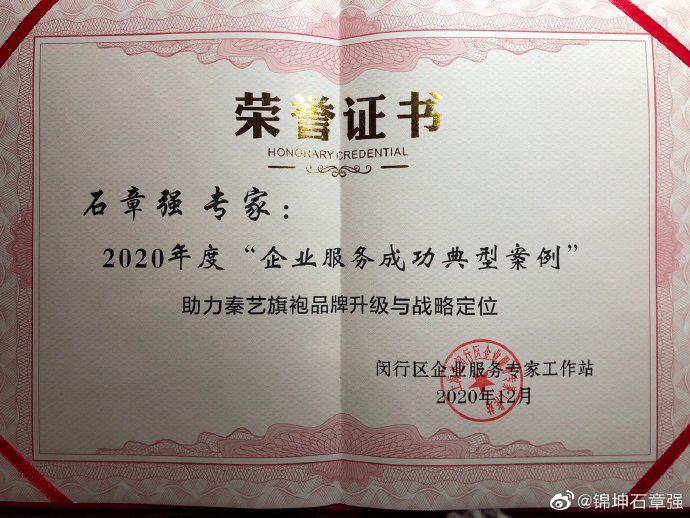 荣誉证书
HONORARY CREDENTIAL
石章强 专家：
2020年度“企业服务成功典型案例”
助力秦艺旗袍品牌升级与战略定位
闵行区企业服务专家工作站
2020年12月
@锦坤石章强